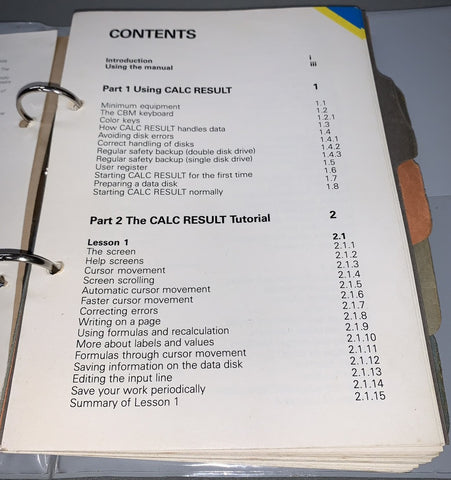 CONTENTS
Introduction i
Using the manual iii
Part 1 Using CALC RESULT 1
Minimum equipment 1.1
The CBM keyboard 1.2
Color keys 1.2.1
How CALC RESULT handles data 1.3
Avoiding disk errors 1.4
Correct handling of disks 1.4.1
Regular safety backup (double disk drive) 1.4.2
Regular safety backup (single disk drive) 1.4.3
User register 1.5
Starting CALC RESULT for the first time 1.6
Preparing a data disk 1.7
Starting CALC RESULT normally 1.8
Part 2 The CALC RESULT Tutorial 2
Lesson 1 2.1
The screen 2.1.1
Help screens 2.1.2
Cursor movement 2.1.3
Screen scrolling 2.1.4
Automatic cursor movement 2.1.5
Faster cursor movement 2.1.6
Correcting errors 2.1.7
Writing on a page 2.1.8
Using formulas and recalculation 2.1.9
More about labels and values 2.1.10
Formulas through cursor movement 2.1.11
Saving information on the data disk 2.1.12
Editing the input line 2.1.13
Save your work periodically 2.1.14
Summary of Lesson 1 2.1.15